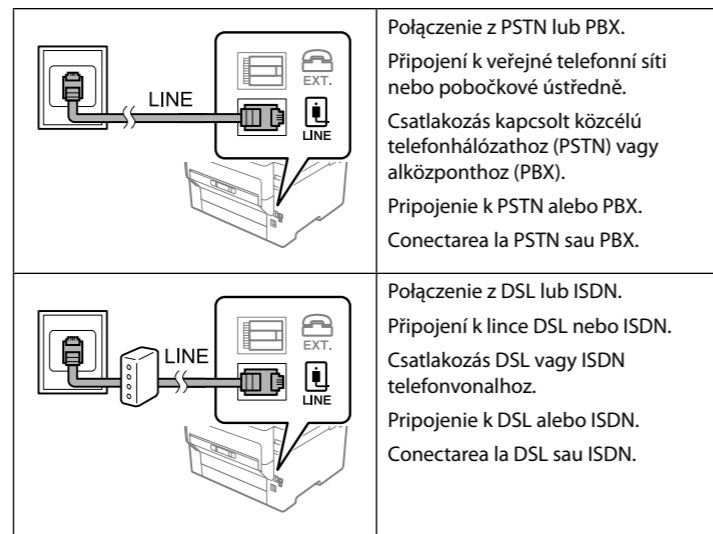 EXT.
LINE
LINE
Połączenie z PSTN lub PBX.
Připojení k veřejné telefonní síti
nebo pobočkové ústředně.
Csatlakozás kapcsolt közcélú
telefonhálózathoz (PSTN) vagy
alközponthoz (PBX).
Pripojenie k PSTN alebo PBX.
Conectarea la PSTN sau PBX.
EXT.
LINE
LINE
Połączenie z DSL lub ISDN.
Připojení k lince DSL nebo ISDN.
Csatlakozás DSL vagy ISDN
telefonvonalhoz.
Pripojenie k DSL alebo ISDN.
Conectarea la DSL sau ISDN.